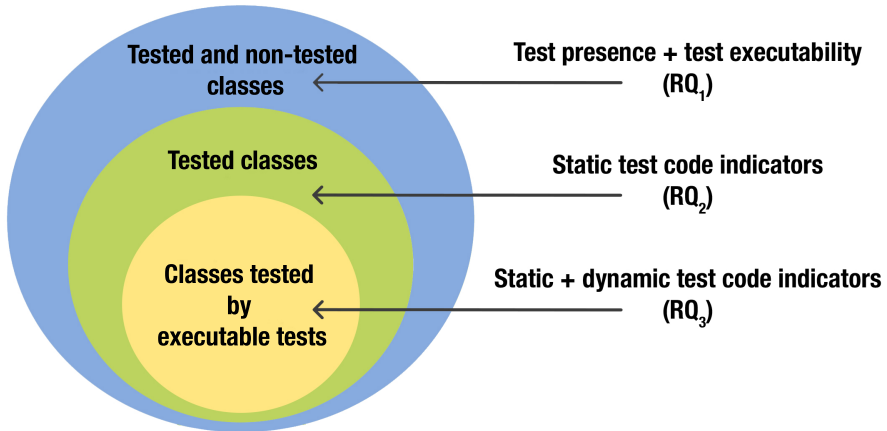 Tested and non-tested
classes
Test presence + test executability
(RQ1)
Tested classes
Static test code indicators
(RQ2)
Classes tested
by
executable tests
Static + dynamic test code indicators
(RQ3)